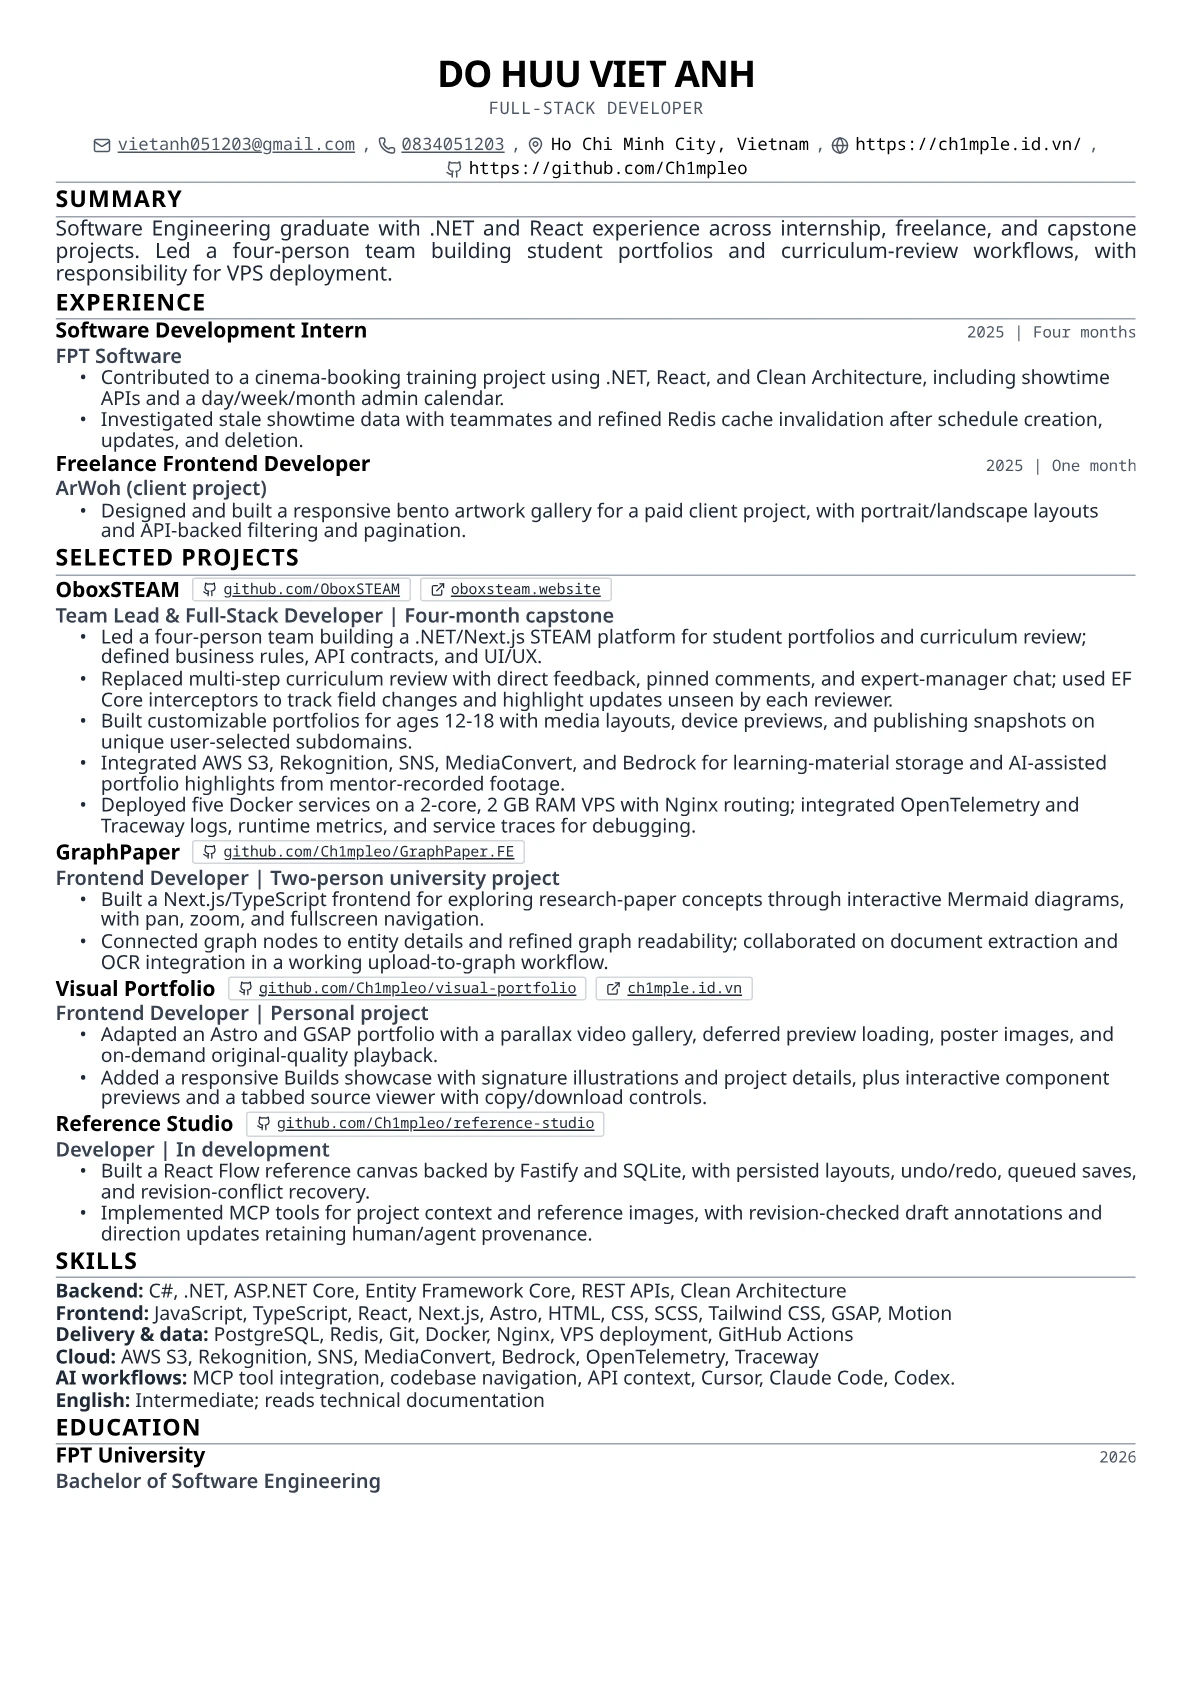 DO HUU VIET ANH
FULL-STACK DEVELOPER
vietanh051203@gmail.com , 0834051203 , Ho Chi Minh City, Vietnam , https://ch1mple.id.vn/ ,
https://github.com/Ch1mpleo
SUMMARY
Software Engineering graduate with .NET and React experience across internship, freelance, and capstone
projects. Led a four-person team building student portfolios and curriculum-review workflows, with
responsibility for VPS deployment.
EXPERIENCE
Software Development Intern 2025 | Four months
FPT Software
• Contributed to a cinema-booking training project using .NET, React, and Clean Architecture, including showtime
APIs and a day/week/month admin calendar.
• Investigated stale showtime data with teammates and refined Redis cache invalidation after schedule creation,
updates, and deletion.
Freelance Frontend Developer 2025 | One month
ArWoh (client project)
• Designed and built a responsive bento artwork gallery for a paid client project, with portrait/landscape layouts
and API-backed filtering and pagination.
SELECTED PROJECTS
OboxSTEAM github.com/OboxSTEAM oboxsteam.website
Team Lead & Full-Stack Developer | Four-month capstone
• Led a four-person team building a .NET/Next.js STEAM platform for student portfolios and curriculum review;
defined business rules, API contracts, and UI/UX.
• Replaced multi-step curriculum review with direct feedback, pinned comments, and expert-manager chat; used EF
Core interceptors to track field changes and highlight updates unseen by each reviewer.
• Built customizable portfolios for ages 12-18 with media layouts, device previews, and publishing snapshots on
unique user-selected subdomains.
• Integrated AWS S3, Rekognition, SNS, MediaConvert, and Bedrock for learning-material storage and AI-assisted
portfolio highlights from mentor-recorded footage.
• Deployed five Docker services on a 2-core, 2 GB RAM VPS with Nginx routing; integrated OpenTelemetry and
Traceway logs, runtime metrics, and service traces for debugging.
GraphPaper github.com/Ch1mpleo/GraphPaper.FE
Frontend Developer | Two-person university project
• Built a Next.js/TypeScript frontend for exploring research-paper concepts through interactive Mermaid diagrams,
with pan, zoom, and fullscreen navigation.
• Connected graph nodes to entity details and refined graph readability; collaborated on document extraction and
OCR integration in a working upload-to-graph workflow.
Visual Portfolio github.com/Ch1mpleo/visual-portfolio ch1mple.id.vn
Frontend Developer | Personal project
• Adapted an Astro and GSAP portfolio with a parallax video gallery, deferred preview loading, poster images, and
on-demand original-quality playback.
• Added a responsive Builds showcase with signature illustrations and project details, plus interactive component
previews and a tabbed source viewer with copy/download controls.
Reference Studio github.com/Ch1mpleo/reference-studio
Developer | In development
• Built a React Flow reference canvas backed by Fastify and SQLite, with persisted layouts, undo/redo, queued saves,
and revision-conflict recovery.
• Implemented MCP tools for project context and reference images, with revision-checked draft annotations and
direction updates retaining human/agent provenance.
SKILLS
Backend: C#, .NET, ASP.NET Core, Entity Framework Core, REST APIs, Clean Architecture
Frontend: JavaScript, TypeScript, React, Next.js, Astro, HTML, CSS, SCSS, Tailwind CSS, GSAP, Motion
Delivery & data: PostgreSQL, Redis, Git, Docker, Nginx, VPS deployment, GitHub Actions
Cloud: AWS S3, Rekognition, SNS, MediaConvert, Bedrock, OpenTelemetry, Traceway
AI workflows: MCP tool integration, codebase navigation, API context, Cursor, Claude Code, Codex.
English: Intermediate; reads technical documentation
EDUCATION
FPT University 2026
Bachelor of Software Engineering